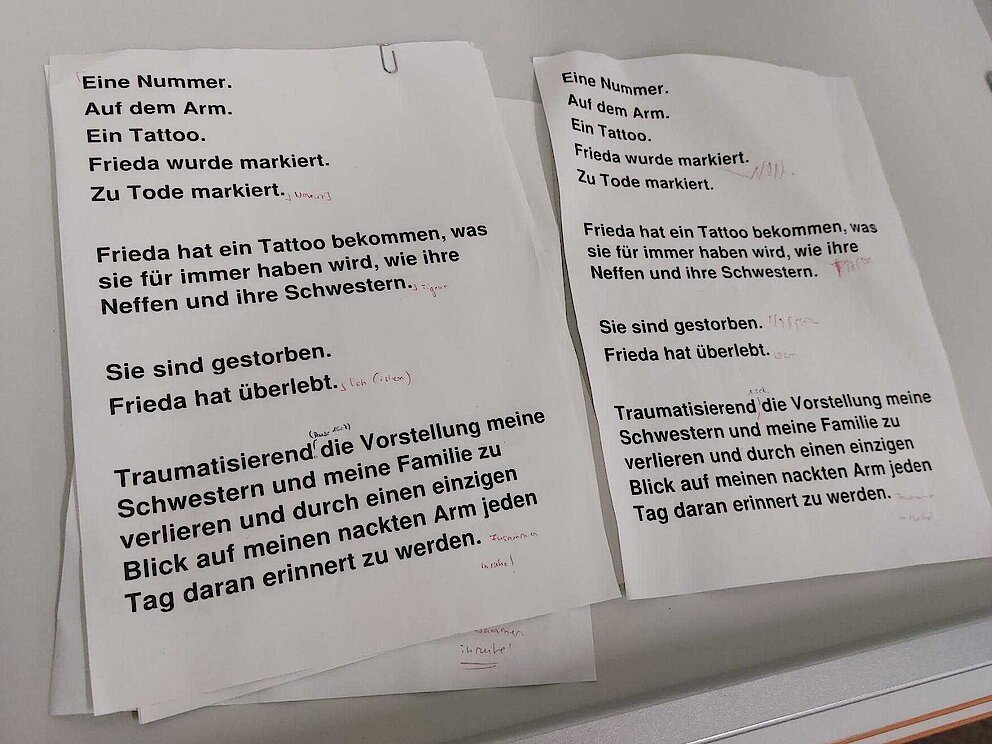 Eine Nummer.
Auf dem Arm.
Ein Tattoo.
Frieda wurde markiert.
Zu Tode markiert.
Frieda hat ein Tattoo bekommen, was
sie für immer haben wird, wie ihre
Neffen und ihre Schwestern.
Sie sind gestorben.
Frieda hat überlebt.
Traumatisierend die Vorstellung meine
Schwestern und meine Familie zu
verlieren und durch einen einzigen
Blick auf meinen nackten Arm jeden
Tag daran erinnert zu werden.
Zusammen
in ruhe!
Eine Nummer.
Auf dem Arm.
Ein Tattoo.
Frieda wurde markiert.
Zu Tode markiert.
Frieda hat ein Tattoo bekommen, was
sie für immer haben wird, wie ihre
Neffen und ihre Schwestern.
Sie sind gestorben.
Frieda hat überlebt.
Traumatisierend die Vorstellung meine
Schwestern und meine Familie zu
verlieren und durch einen einzigen
Blick auf meinen nackten Arm jeden
Tag daran erinnert zu werden.